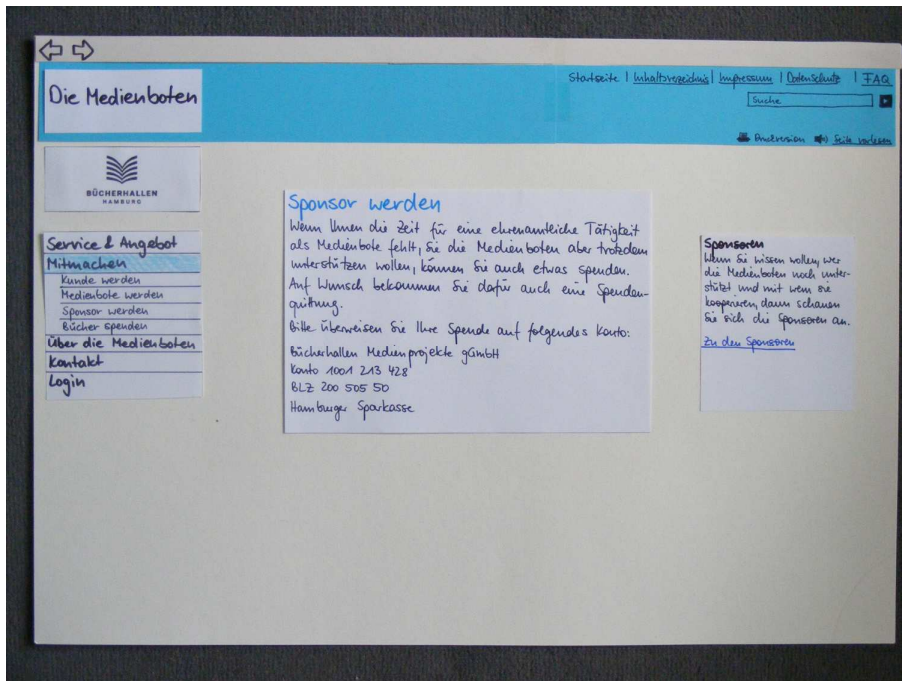 Startseite | Inhaltsverzeichnis | Impressum | Datenschutz | FAQ
Die Medienboten
Suche
Druckversion Seite vorlesen
BÜCHERHALLEN
HAMBURG
Service & Angebot
Mitmachen
Kunde werden
Medienbote werden
Sponsor werden
Bücher spenden
Über die Medienboten
Kontakt
Login
Sponsor werden
Wenn Ihnen die Zeit für eine ehrenamtliche Tätigkeit
als Medienbote fehlt, Sie die Medienboten aber trotzdem
unterstützen wollen, können Sie auch etwas spenden.
Auf Wunsch bekommen Sie dafür auch eine Spenden-
quittung.
Bitte überweisen Sie Ihre Spende auf folgendes Konto:
Bücherhallen Medienprojekte gGmbH
Konto 1001 213 428
BLZ 200 505 50
Hamburger Sparkasse
Sponsoren
Wenn Sie wissen wollen, wer
die Medienboten noch unter-
stützt und mit wem sie
kooperieren, dann schauen
Sie sich die Sponsoren an.
Zu den Sponsoren